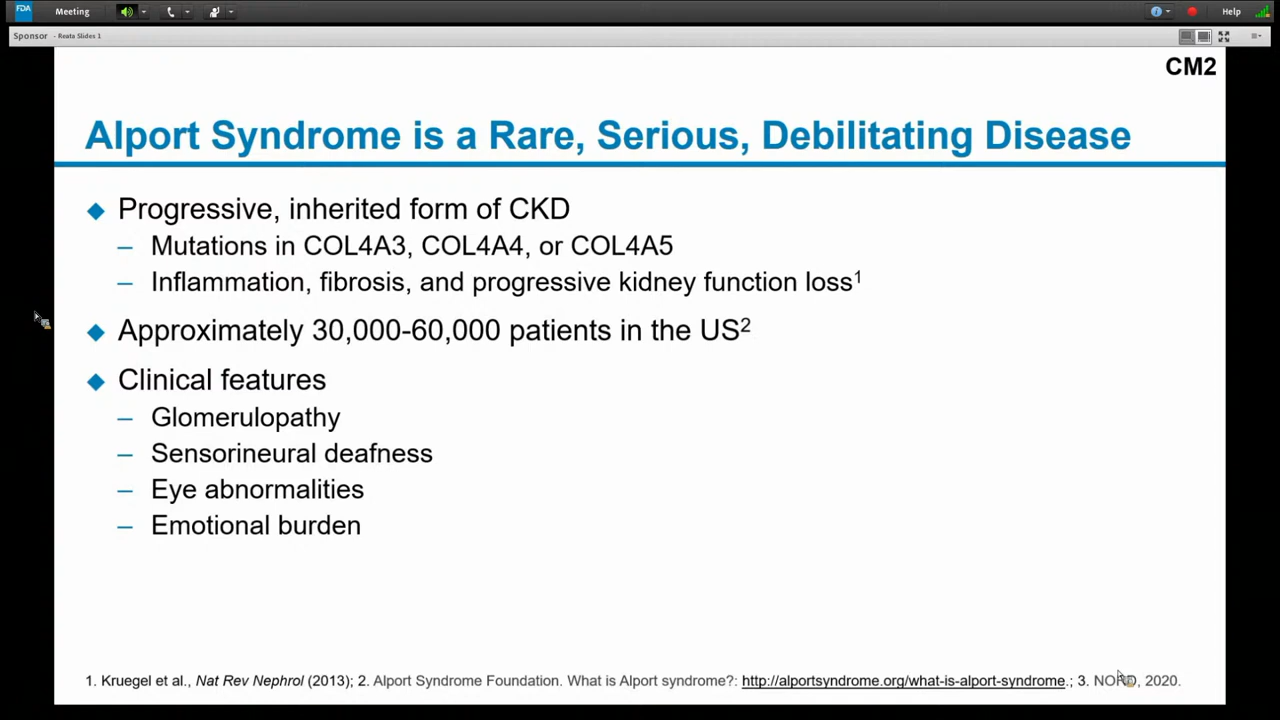 FDA
Meeting
Help
Sponsor - Reata Slides 1
CM2
Alport Syndrome is a Rare, Serious, Debilitating Disease
◆ Progressive, inherited form of CKD
– Mutations in COL4A3, COL4A4, or COL4A5
– Inflammation, fibrosis, and progressive kidney function loss¹
◆ Approximately 30,000-60,000 patients in the US²
◆ Clinical features
– Glomerulopathy
– Sensorineural deafness
– Eye abnormalities
– Emotional burden
1. Kruegel et al., Nat Rev Nephrol (2013); 2. Alport Syndrome Foundation. What is Alport syndrome?: http://alportsyndrome.org/what-is-alport-syndrome.; 3. NORD, 2020.